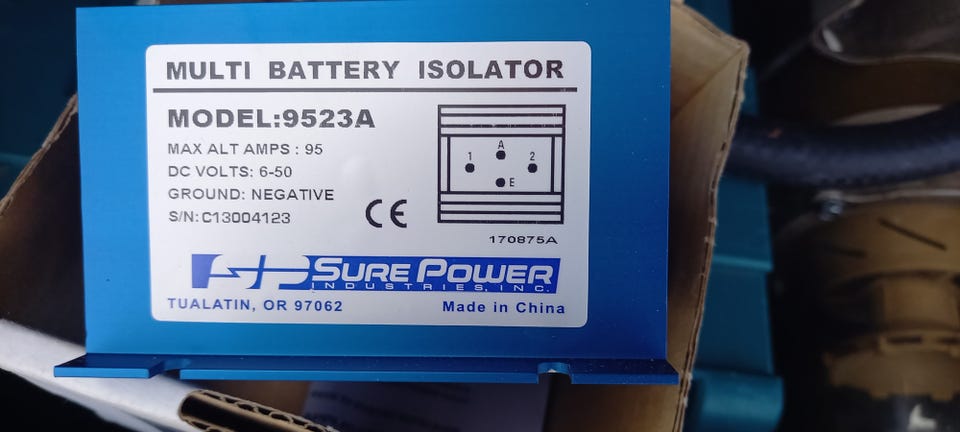 MULTI BATTERY ISOLATOR
MODEL:9523A
MAX ALT AMPS : 95
DC VOLTS: 6-50
GROUND: NEGATIVE
S/N: C13004123
CE
A
1 2
E
170875A
SURE POWER
INDUSTRIES, INC.
TUALATIN, OR 97062
Made in China